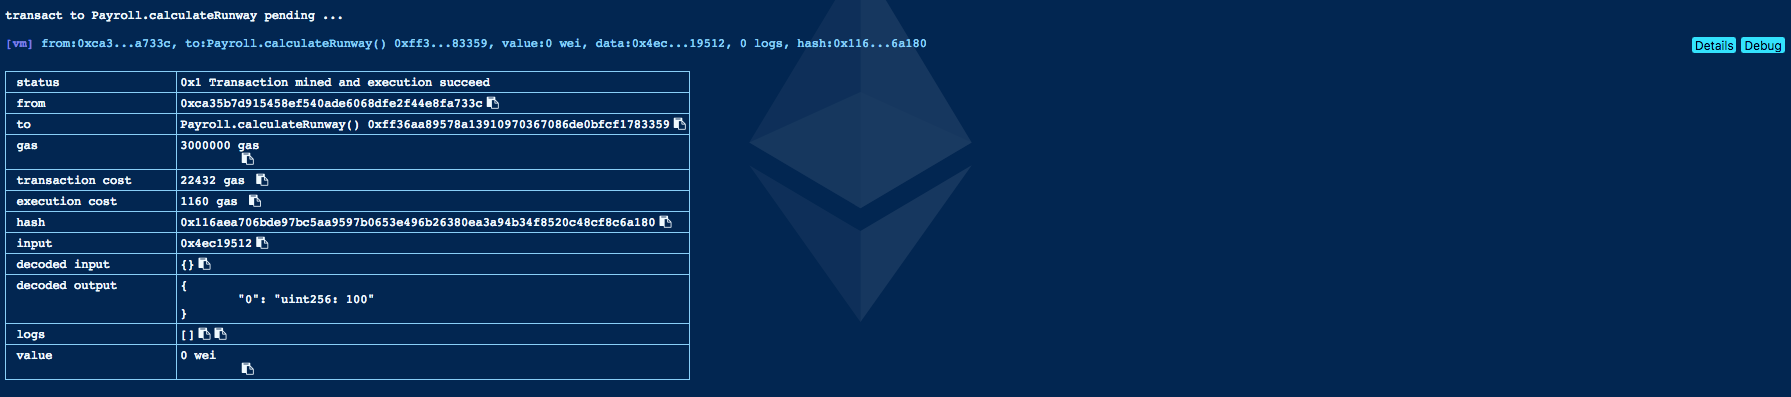 transact to Payroll.calculateRunway pending ...
[vm] from:0xca3...a733c, to:Payroll.calculateRunway() 0xff3...83359, value:0 wei, data:0x4ec...19512, 0 logs, hash:0x116...6a180
Details Debug
status 0x1 Transaction mined and execution succeed
from 0xca35b7d915458ef540ade6068dfe2f44e8fa733c
to Payroll.calculateRunway() 0xff36aa89578a13910970367086de0bfcf1783359
gas 3000000 gas
transaction cost 22432 gas
execution cost 1160 gas
hash 0x116aea706bde97bc5aa9597b0653e496b26380ea3a94b34f8520c48cf8c6a180
input 0x4ec19512
decoded input {}
decoded output {
"0": "uint256: 100"
}
logs []
value 0 wei